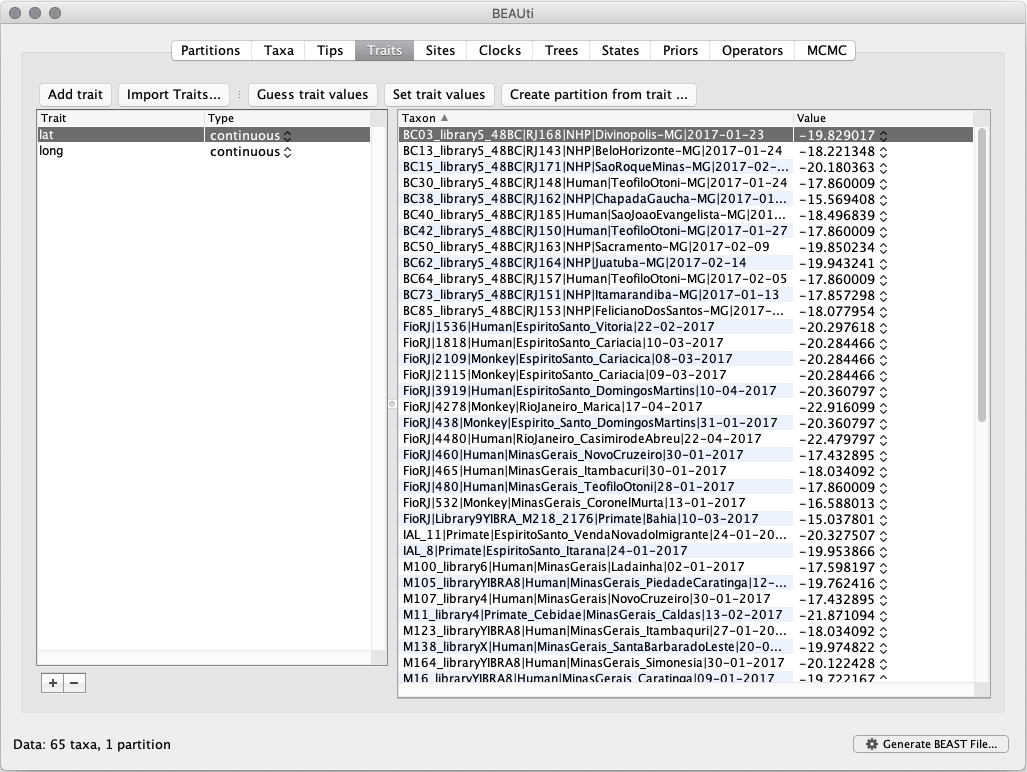 BEAUti
Partitions Taxa Tips Traits Sites Clocks Trees States Priors Operators MCMC
Add trait Import Traits... Guess trait values Set trait values Create partition from trait ...
Trait Type Taxon Value
lat continuous BC03_library5_48BC|RJ168|NHP|Divinopolis-MG|2017-01-23 -19.829017
long continuous BC13_library5_48BC|RJ143|NHP|BeloHorizonte-MG|2017-01-24 -18.221348
BC15_library5_48BC|RJ171|NHP|SaoRoqueMinas-MG|2017-02-... -20.180363
BC30_library5_48BC|RJ148|Human|TeofiloOtoni-MG|2017-01-24 -17.860009
BC38_library5_48BC|RJ162|NHP|ChapadaGaucha-MG|2017-01... -15.569408
BC40_library5_48BC|RJ185|Human|SaoJoaoEvangelista-MG|201... -18.496839
BC42_library5_48BC|RJ150|Human|TeofiloOtoni-MG|2017-01-27 -17.860009
BC50_library5_48BC|RJ163|NHP|Sacramento-MG|2017-02-09 -19.850234
BC62_library5_48BC|RJ164|NHP|Juatuba-MG|2017-02-14 -19.943241
BC64_library5_48BC|RJ157|Human|TeofiloOtoni-MG|2017-02-05 -17.860009
BC73_library5_48BC|RJ151|NHP|Itamarandiba-MG|2017-01-13 -17.857298
BC85_library5_48BC|RJ153|NHP|FelicianoDosSantos-MG|2017-... -18.077954
FioRJ|1536|Human|EspiritoSanto_Vitoria|22-02-2017 -20.297618
FioRJ|1818|Human|EspiritoSanto_Cariacia|10-03-2017 -20.284466
FioRJ|2109|Monkey|EspiritoSanto_Cariacica|08-03-2017 -20.284466
FioRJ|2115|Monkey|EspiritoSanto_Cariacia|09-03-2017 -20.284466
FioRJ|3919|Human|EspiritoSanto_DomingosMartins|10-04-2017 -20.360797
FioRJ|4278|Monkey|RioJaneiro_Marica|17-04-2017 -22.916099
FioRJ|438|Monkey|Espirito_Santo_DomingosMartins|31-01-2017 -20.360797
FioRJ|4480|Human|RioJaneiro_CasimirodeAbreu|22-04-2017 -22.479797
FioRJ|460|Human|MinasGerais_NovoCruzeiro|30-01-2017 -17.432895
FioRJ|465|Human|MinasGerais_Itambacuri|30-01-2017 -18.034092
FioRJ|480|Human|MinasGerais_TeofiloOtoni|28-01-2017 -17.860009
FioRJ|532|Monkey|MinasGerais_CoronelMurta|13-01-2017 -16.588013
FioRJ|Library9YIBRA_M218_2176|Primate|Bahia|10-03-2017 -15.037801
IAL_11|Primate|EspiritoSanto_VendaNovadoImigrante|24-01-20... -20.327507
IAL_8|Primate|EspiritoSanto_Itarana|24-01-2017 -19.953866
M100_library6|Human|MinasGerais|Ladainha|02-01-2017 -17.598197
M105_libraryYIBRA8|Human|MinasGerais_PiedadeCaratinga|12-... -19.762416
M107_library4|Human|MinasGerais|NovoCruzeiro|30-01-2017 -17.432895
M11_library4|Primate_Cebidae|MinasGerais_Caldas|13-02-2017 -21.871094
M123_libraryYIBRA8|Human|MinasGerais_Itambaquri|27-01-20... -18.034092
M138_libraryX|Human|MinasGerais_SantaBarbaradoLeste|20-0... -19.974822
M164_libraryYIBRA8|Human|MinasGerais_Simonesia|30-01-2017 -20.122428
M16_libraryYIBRA8|Human|MinasGerais_Caratinga|09-01-2017 -19.722167
+ −
Data: 65 taxa, 1 partition Generate BEAST File...